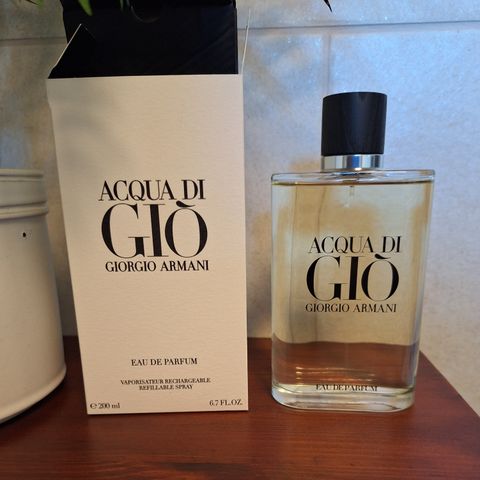 ACQUA DI
GIÒ
GIORGIO ARMANI
EAU DE PARFUM
VAPORISATEUR RECHARGEABLE
REFILLABLE SPRAY
℮ 200 ml 6.7 FL.OZ.
ACQUA DI
GIÒ
GIORGIO ARMANI
EAU DE PARFUM